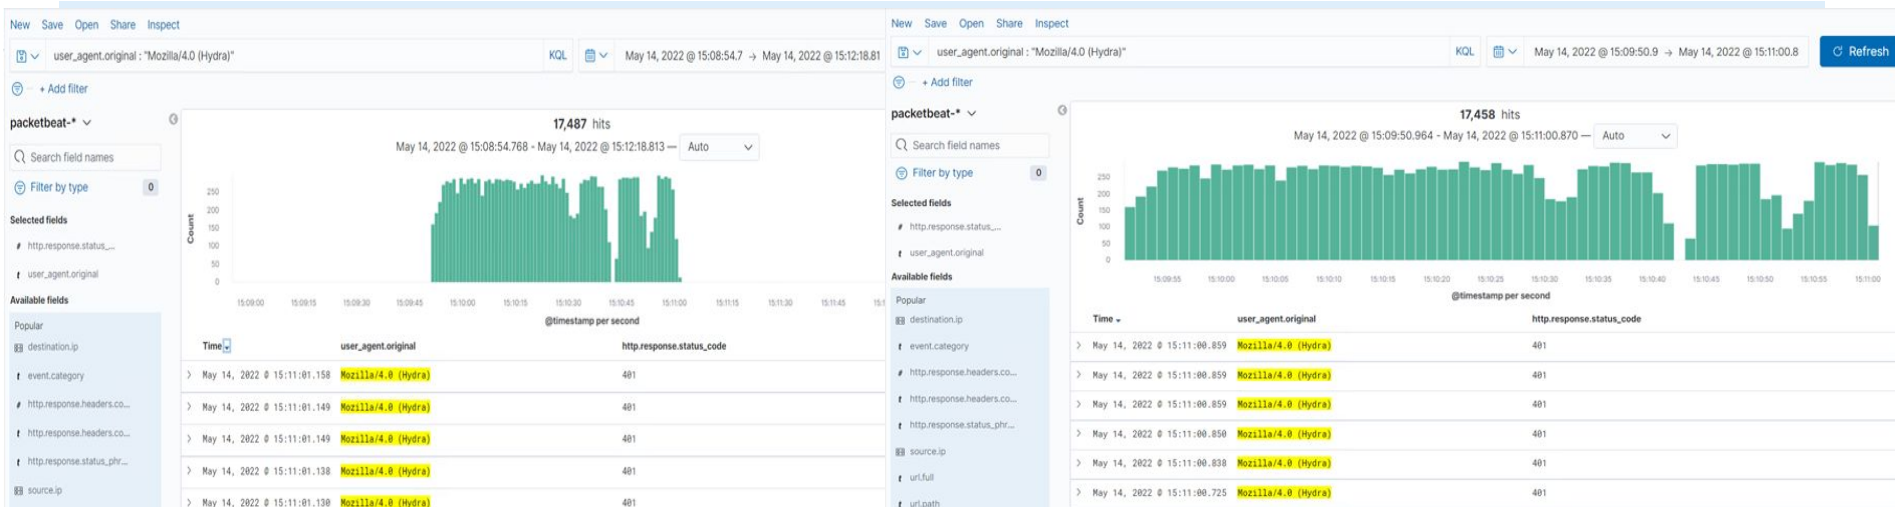 New Save Open Share Inspect
user_agent.original : "Mozilla/4.0 (Hydra)" KQL May 14, 2022 @ 15:08:54.7 → May 14, 2022 @ 15:12:18.81
+ Add filter
packetbeat-*
Search field names
Filter by type 0
Selected fields
# http.response.status_...
t user_agent.original
Available fields
Popular
destination.ip
t event.category
# http.response.headers.co...
t http.response.headers.co...
t http.response.status_phr...
source.ip
17,487 hits
May 14, 2022 @ 15:08:54.768 - May 14, 2022 @ 15:12:18.813 — Auto
Count
250
200
150
100
50
0
15:09:00 15:09:15 15:09:30 15:09:45 15:10:00 15:10:15 15:10:30 15:10:45 15:11:00 15:11:15 15:11:30 15:11:45
@timestamp per second
Time user_agent.original http.response.status_code
> May 14, 2022 @ 15:11:01.158 Mozilla/4.0 (Hydra) 401
> May 14, 2022 @ 15:11:01.149 Mozilla/4.0 (Hydra) 401
> May 14, 2022 @ 15:11:01.149 Mozilla/4.0 (Hydra) 401
> May 14, 2022 @ 15:11:01.138 Mozilla/4.0 (Hydra) 401
> May 14, 2022 @ 15:11:01.130 Mozilla/4.0 (Hydra) 401
New Save Open Share Inspect
user_agent.original : "Mozilla/4.0 (Hydra)" KQL May 14, 2022 @ 15:09:50.9 → May 14, 2022 @ 15:11:00.8 Refresh
+ Add filter
packetbeat-*
Search field names
Filter by type 0
Selected fields
# http.response.status_...
t user_agent.original
Available fields
Popular
destination.ip
t event.category
# http.response.headers.co...
t http.response.headers.co...
t http.response.status_phr...
source.ip
t url.full
t url.path
17,458 hits
May 14, 2022 @ 15:09:50.964 - May 14, 2022 @ 15:11:00.870 — Auto
Count
250
200
150
100
50
0
15:09:55 15:10:00 15:10:05 15:10:10 15:10:15 15:10:20 15:10:25 15:10:30 15:10:35 15:10:40 15:10:45 15:10:50 15:10:55 15:11:00
@timestamp per second
Time user_agent.original http.response.status_code
> May 14, 2022 @ 15:11:00.859 Mozilla/4.0 (Hydra) 401
> May 14, 2022 @ 15:11:00.859 Mozilla/4.0 (Hydra) 401
> May 14, 2022 @ 15:11:00.859 Mozilla/4.0 (Hydra) 401
> May 14, 2022 @ 15:11:00.850 Mozilla/4.0 (Hydra) 401
> May 14, 2022 @ 15:11:00.838 Mozilla/4.0 (Hydra) 401
> May 14, 2022 @ 15:11:00.725 Mozilla/4.0 (Hydra) 401